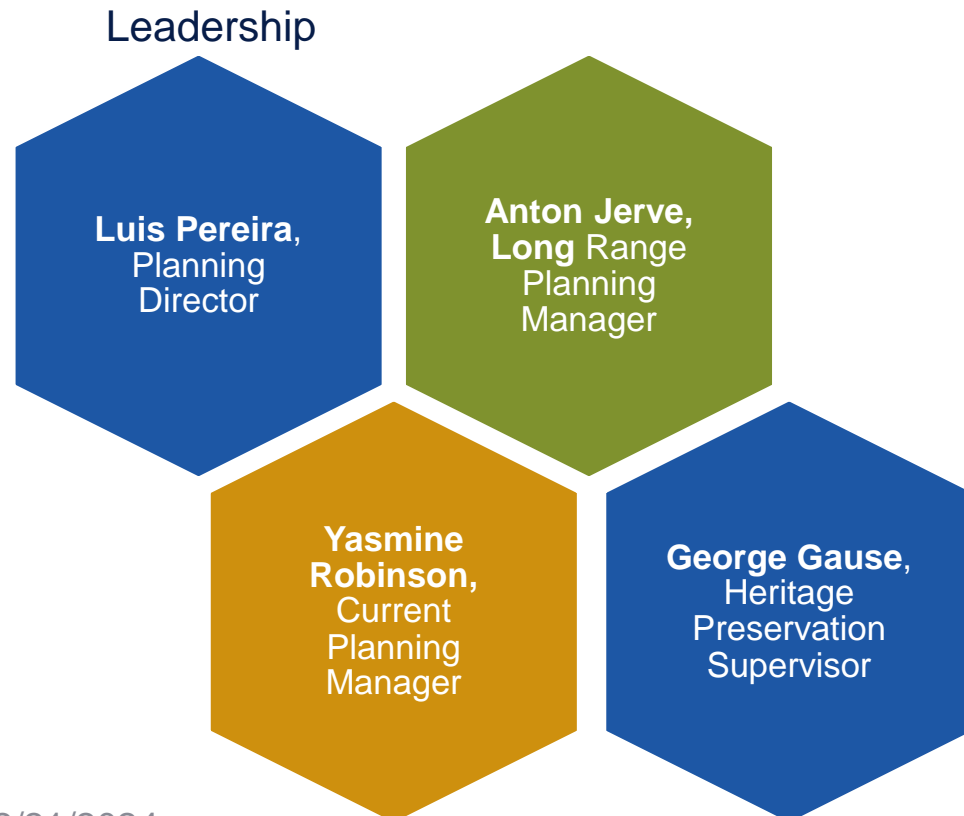 Leadership
Luis Pereira,
Planning
Director
Anton Jerve,
Long Range
Planning
Manager
Yasmine
Robinson,
Current
Planning
Manager
George Gause,
Heritage
Preservation
Supervisor